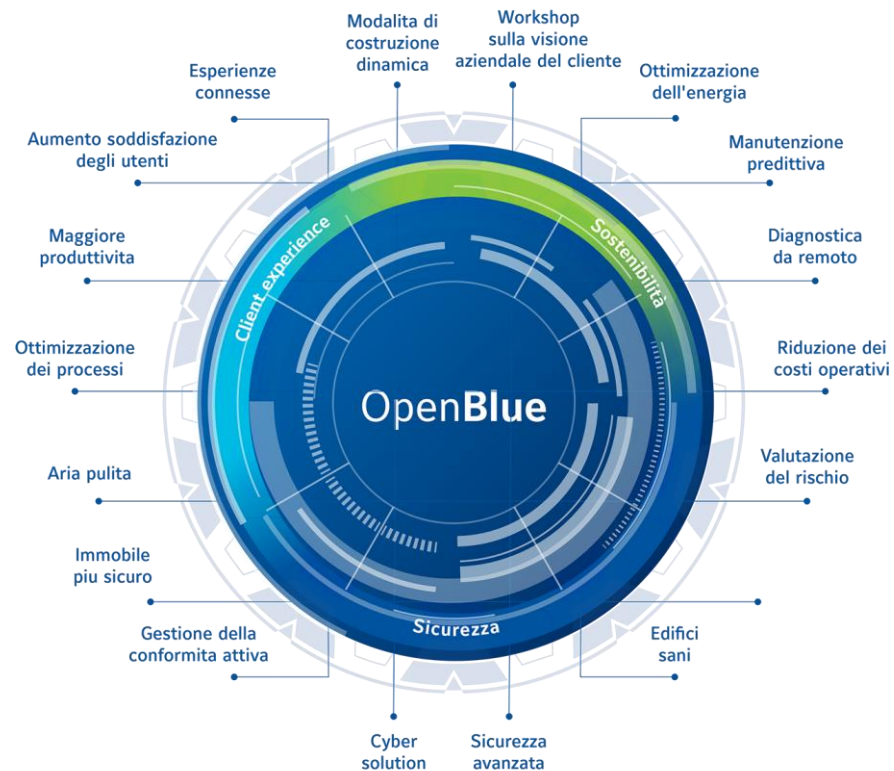 Modalita di
costruzione
dinamica
Workshop
sulla visione
aziendale del cliente
Esperienze
connesse
Ottimizzazione
dell'energia
Aumento soddisfazione
degli utenti
Manutenzione
predittiva
Maggiore
produttivita
Diagnostica
da remoto
Ottimizzazione
dei processi
Riduzione dei
costi operativi
Aria pulita
Valutazione
del rischio
Immobile
piu sicuro
Gestione della
conformita attiva
Edifici
sani
Cyber
solution
Sicurezza
avanzata
Client experience
Sostenibilità
Sicurezza
OpenBlue